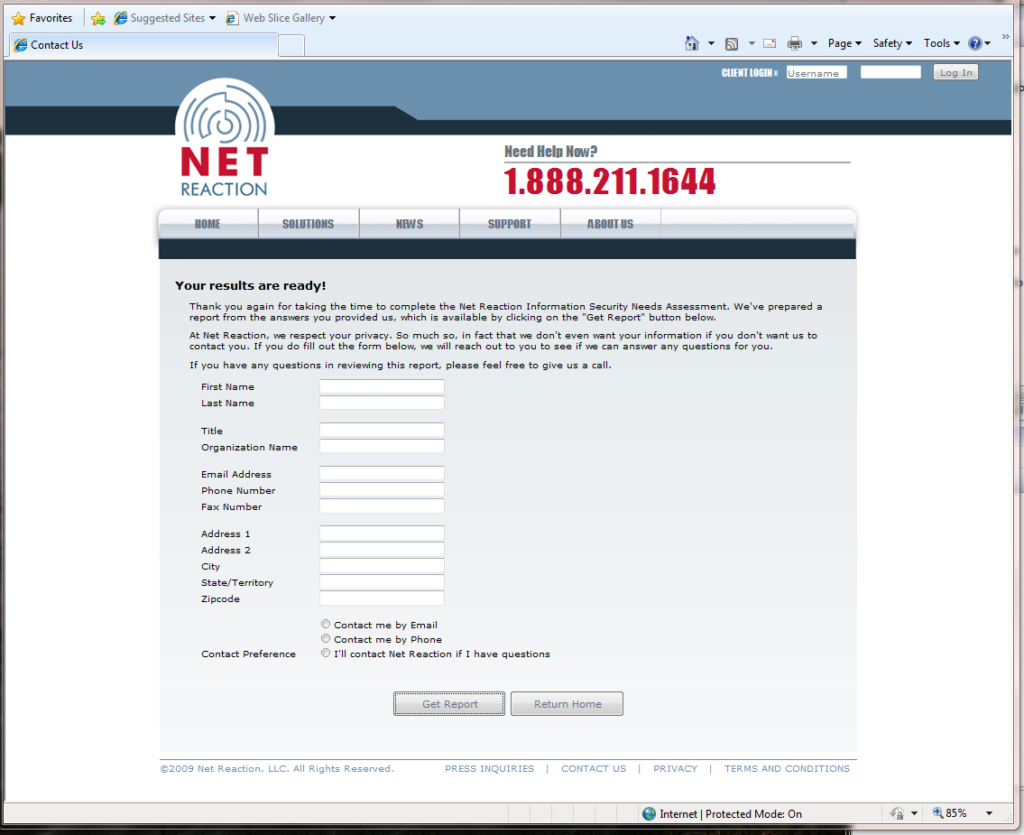 Favorites
Suggested Sites
Web Slice Gallery
Contact Us
Page
Safety
Tools
CLIENT LOGIN
Username
Log In
NET
REACTION
Need Help Now?
1.888.211.1644
HOME
SOLUTIONS
NEWS
SUPPORT
ABOUT US
Your results are ready!
Thank you again for taking the time to complete the Net Reaction Information Security Needs Assessment. We've prepared a
report from the answers you provided us, which is available by clicking on the "Get Report" button below.
At Net Reaction, we respect your privacy. So much so, in fact that we don't even want your information if you don't want us to
contact you. If you do fill out the form below, we will reach out to you to see if we can answer any questions for you.
If you have any questions in reviewing this report, please feel free to give us a call.
First Name
Last Name
Title
Organization Name
Email Address
Phone Number
Fax Number
Address 1
Address 2
City
State/Territory
Zipcode
Contact me by Email
Contact me by Phone
Contact Preference I'll contact Net Reaction if I have questions
Get Report
Return Home
©2009 Net Reaction, LLC. All Rights Reserved.
PRESS INQUIRIES | CONTACT US | PRIVACY | TERMS AND CONDITIONS
Internet | Protected Mode: On
85%